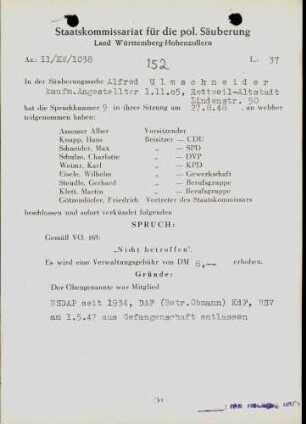 Staatskommissariat für die pol. Säuberung
Land Württemberg-Hohenzollern
Az.: 11/KW/1038
L.: 37
152
In der Säuberungssache Alfred Ulmschneider
kaufm.Angestellter 1.11.05, Rottweil-Altstadt
Lindenstr. 50
hat die Spruchkammer 9 in ihrer Sitzung am 27.8.48 an welcher
teilgenommen haben:
Assessor Alber Vorsitzender
Knapp, Hans Beisitzer — CDU
Schneider, Max „ — SPD
Schulze, Charlotte „ — DVP
Weizar, Karl „ — KPD
Eisele, Wilhelm „ — Gewerkschaft
Steudle, Gerhard „ — Berufsgruppe
Klett, Martin „ — Berufsgruppe
Götzendörfer, Friedrich Vertreter des Staatskommissars
beschlossen und sofort verkündet folgenden
SPRUCH:
Gemäß VO. 165:
„Nicht betroffen".
Es wird eine Verwaltungsgebühr von DM 8,-- erhoben.
Gründe:
Der Obengenannte war Mitglied
NSDAP seit 1934, DAF (Betr.Obmann) KdF, NSV
am 1.5.47 aus Gefangenschaft entlassen